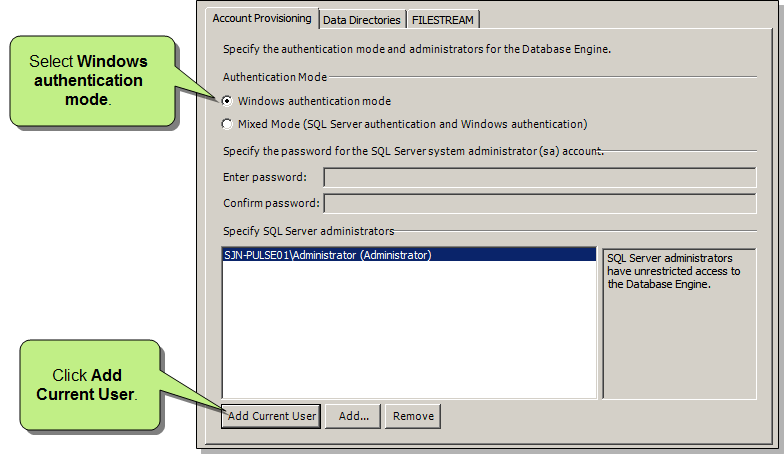 Account Provisioning
Data Directories
FILESTREAM
Specify the authentication mode and administrators for the Database Engine.
Select Windows
authentication
mode.
Authentication Mode
Windows authentication mode
Mixed Mode (SQL Server authentication and Windows authentication)
Specify the password for the SQL Server system administrator (sa) account.
Enter password:
Confirm password:
Specify SQL Server administrators
SJN-PULSE01\Administrator (Administrator)
SQL Server administrators
have unrestricted access to
the Database Engine.
Click Add
Current User.
Add Current User
Add...
Remove